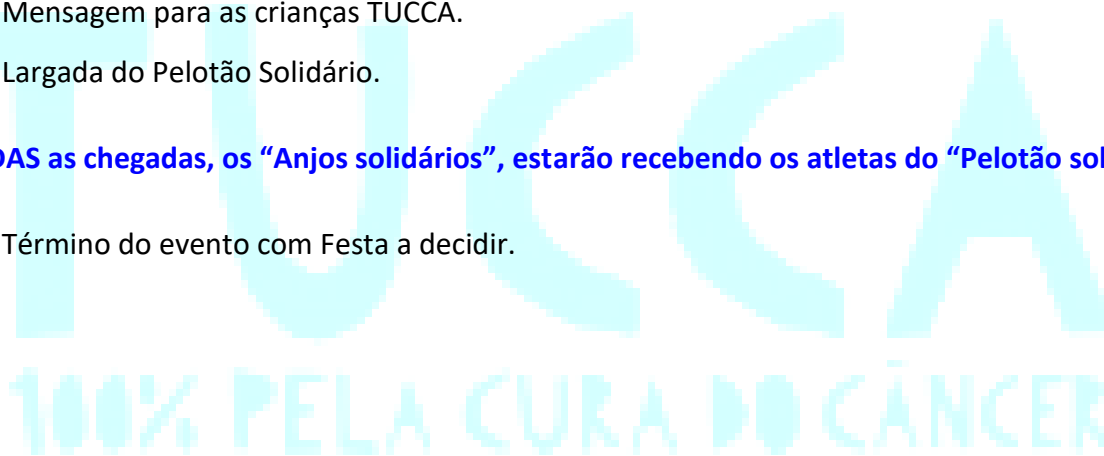 Mensagem para as crianças TUCCA.
Largada do Pelotão Solidário.
as chegadas, os “Anjos solidários”, estarão recebendo os atletas do “Pelotão
Término do evento com Festa a decidir.
TUCCA
100% PELA CURA DO CÂNCER